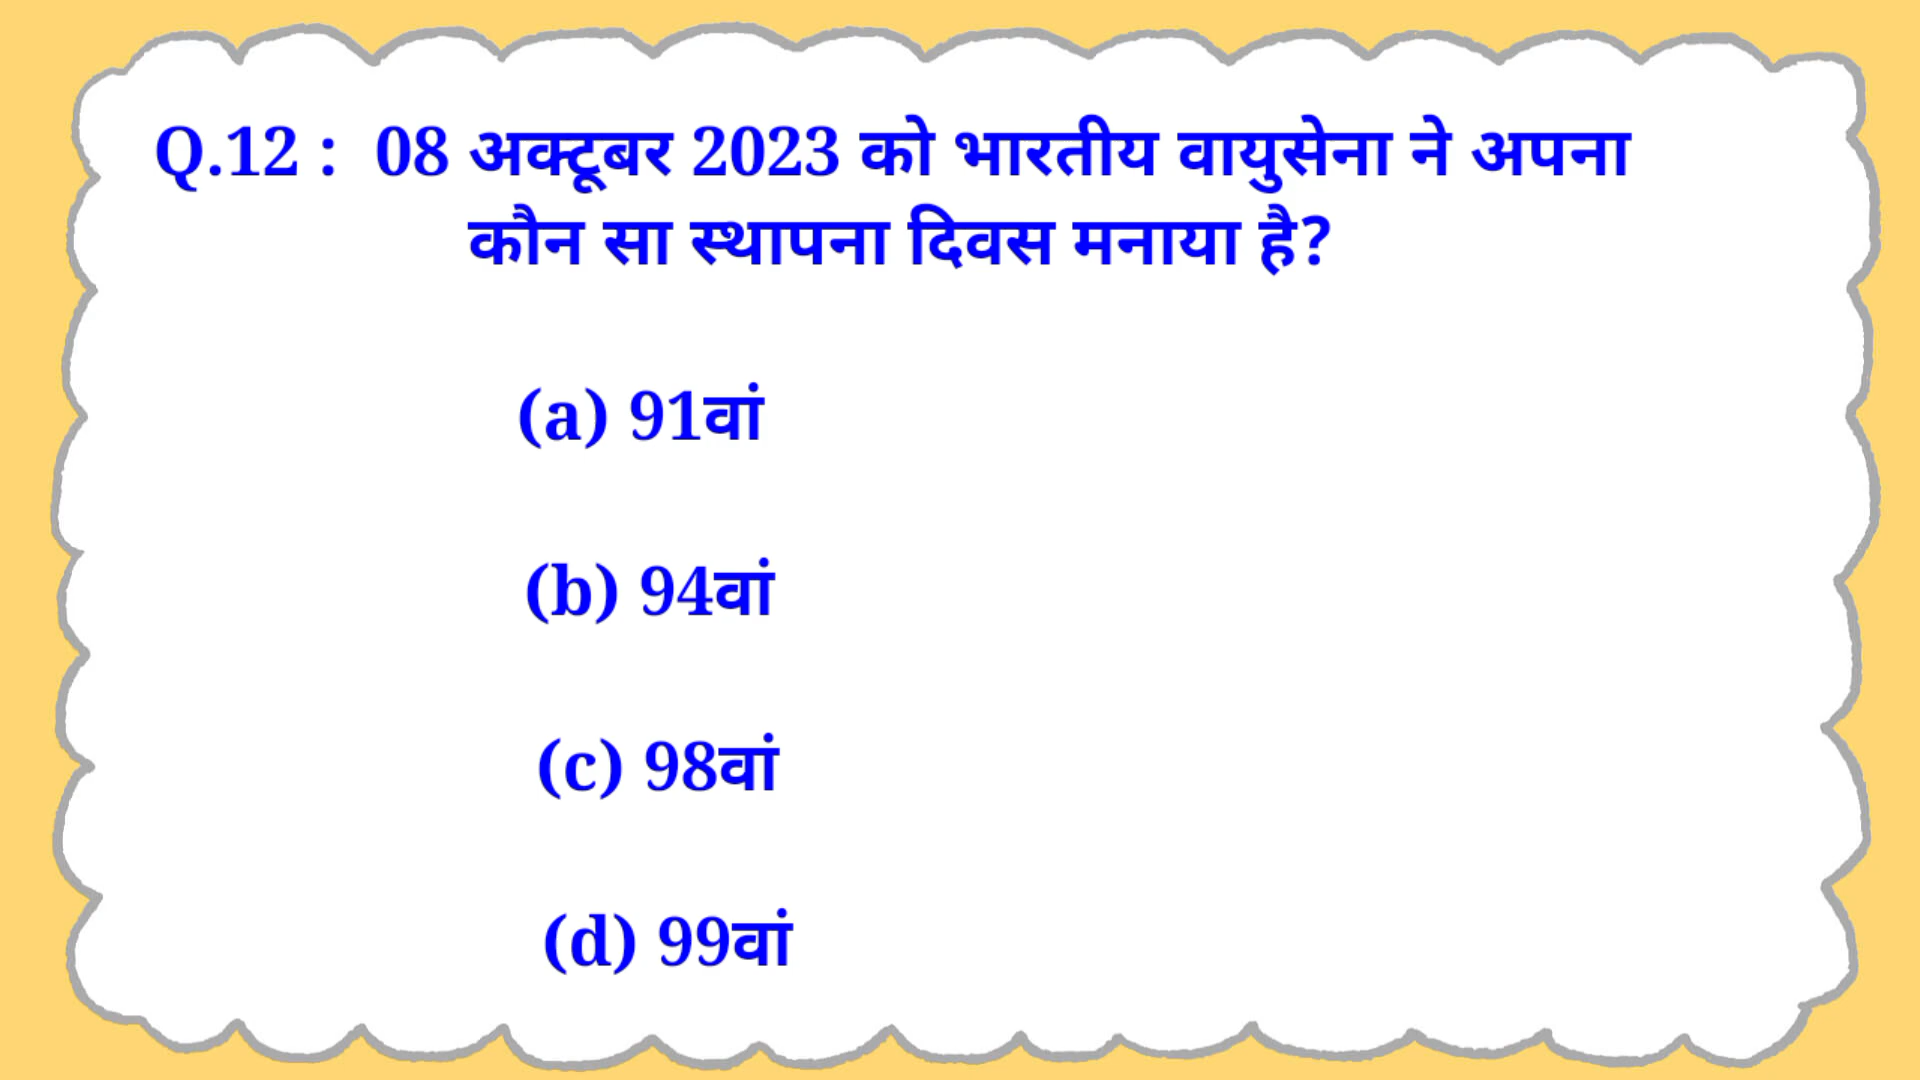 Q.12 : 08 अक्टूबर 2023 को भारतीय वायुसेना ने अपना
कौन सा स्थापना दिवस मनाया है?
(a) 91वां
(b) 94वां
(c) 98वां
(d) 99वां